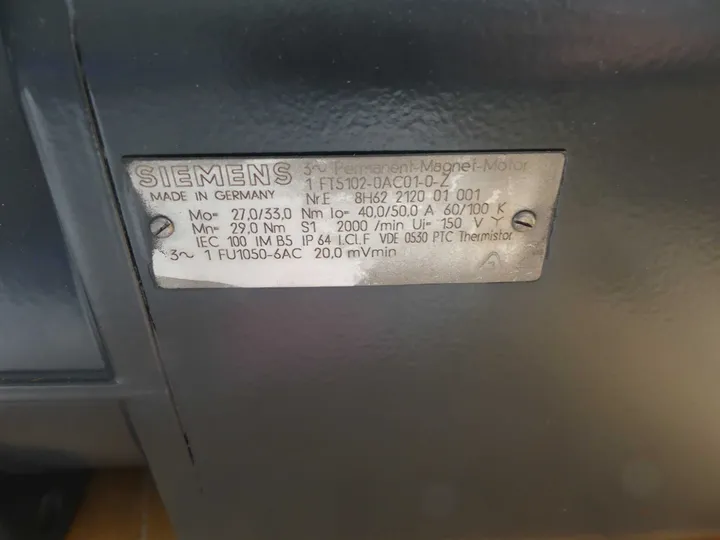 SIEMENS 3~ Permanent-Magnet-Motor
MADE IN GERMANY 1 FT5102-0AC01-0-Z
Nr.E 8H62 2120 01 001
Mo= 27,0/33,0 Nm Io= 40,0/50,0 A 60/100 K
Mn= 29,0 Nm S1 2000 /min Ui= 150 V Y
IEC 100 IM B5 IP 64 I.Cl.F VDE 0530 PTC Thermistor
3~ 1 FU1050-6AC 20,0 mVmin A